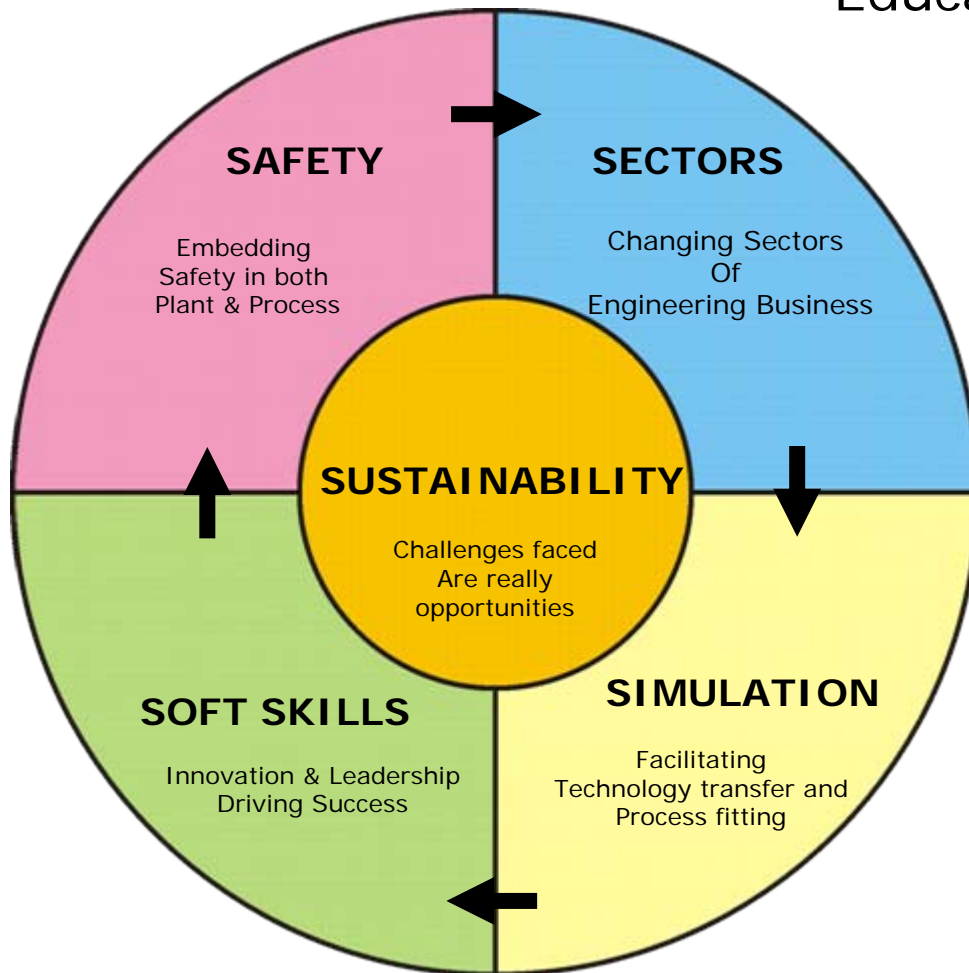 SAFETY
Embedding
Safety in both
Plant & Process
SECTORS
Changing Sectors
Of
Engineering Business
SUSTAINABILITY
Challenges faced
Are really
opportunities
SOFT SKILLS
Innovation & Leadership
Driving Success
SIMULATION
Facilitating
Technology transfer and
Process fitting